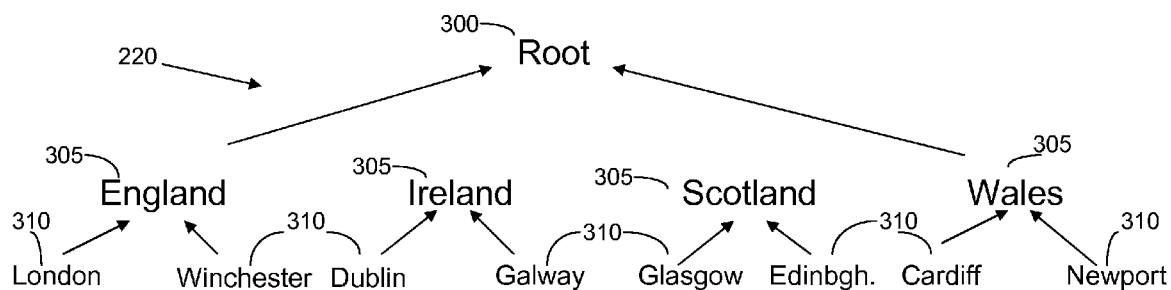 300
Root
220
305 305 305 305
England Ireland Scotland Wales
310 310 310 310 310
London Winchester Dublin Galway Glasgow Edinbgh. Cardiff Newport